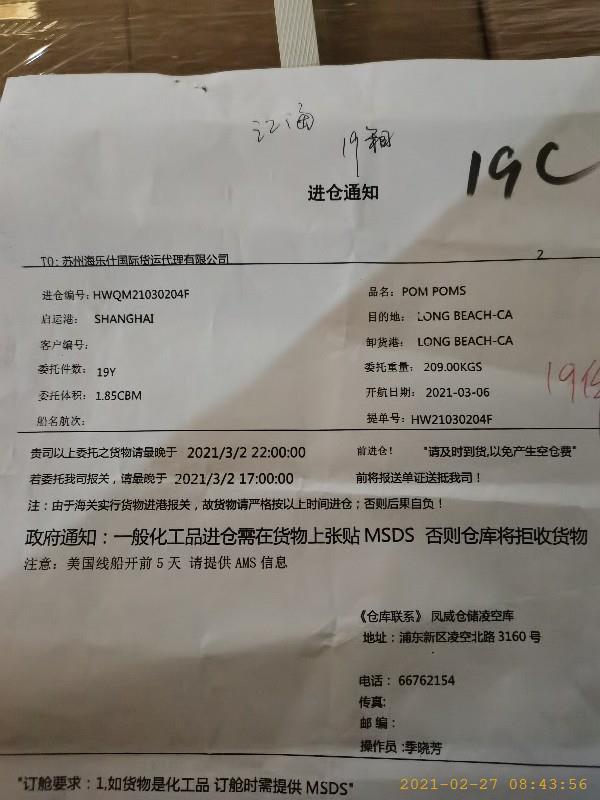 江海
19箱
19C
进仓通知
TO: 苏州海乐什国际货运代理有限公司
2
进仓编号: HWQM21030204F
品名: POM POMS
启运港: SHANGHAI
目的地: LONG BEACH-CA
客户编号:
卸货港: LONG BEACH-CA
委托件数: 19Y
委托重量: 209.00KGS
19
委托体积: 1.85CBM
开航日期: 2021-03-06
船名航次:
提单号: HW21030204F
贵司以上委托之货物请最晚于 2021/3/2 22:00:00 前进仓! "请及时到货,以免产生空仓费"
若委托我司报关, 请最晚于 2021/3/2 17:00:00 前将报送单证送抵我司!
注: 由于海关实行货物进港报关, 故货物请严格按以上时间进仓; 否则后果自负!
政府通知: 一般化工品进仓需在货物上张贴 MSDS 否则仓库将拒收货物
注意: 美国线船开前 5 天 请提供 AMS 信息
《仓库联系》 凤威仓储凌空库
地址: 浦东新区凌空北路 3160 号
电话: 66762154
传真:
邮编:
操作员: 季晓芳
"订舱要求: 1,如货物是化工品 订舱时需提供 MSDS"
2021-02-27 08:43:56